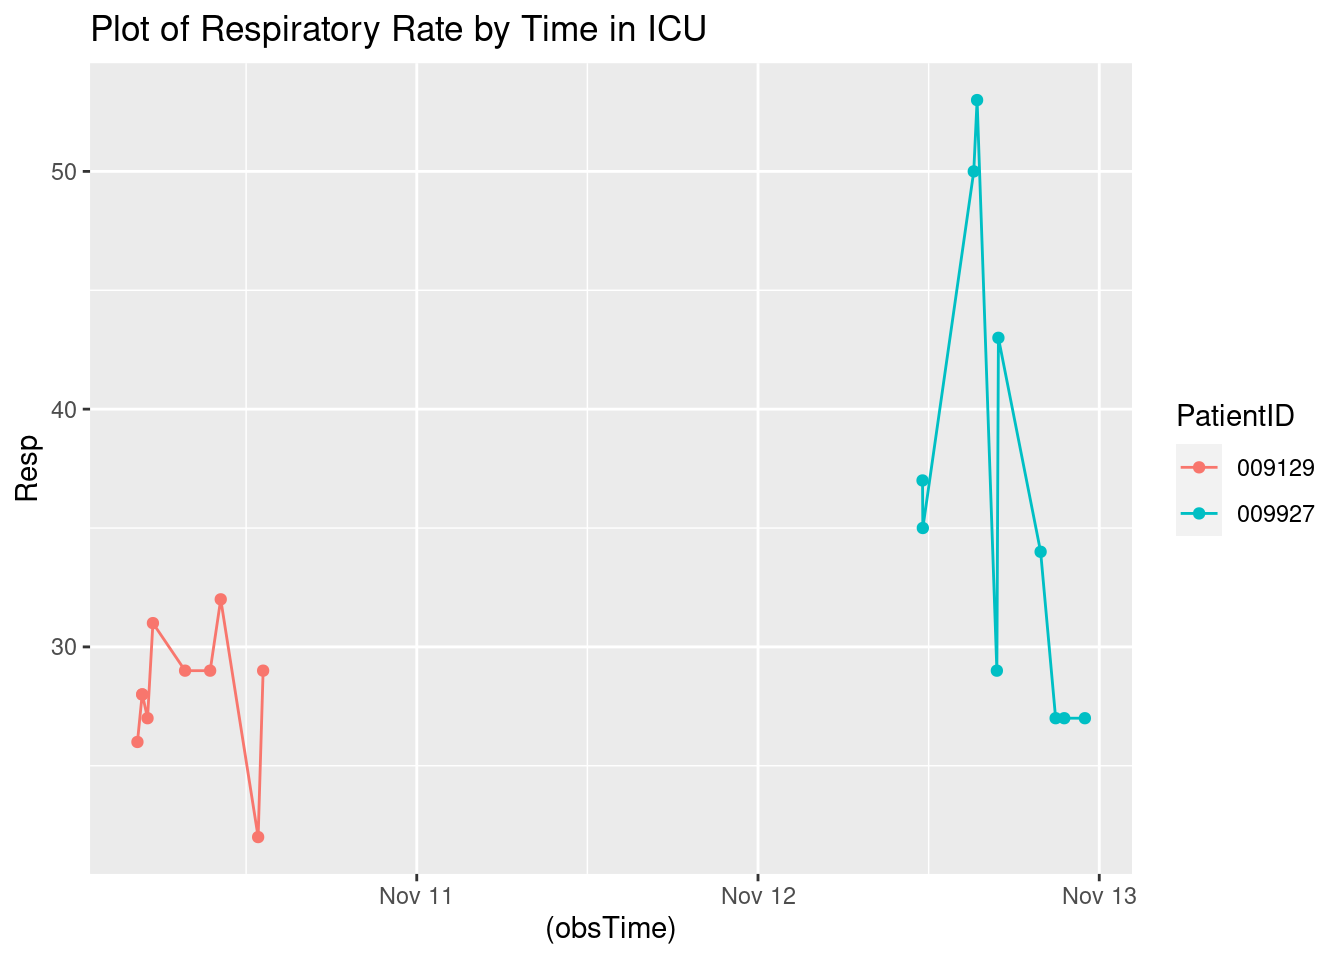 Plot of Respiratory Rate by Time in ICU
50
40
30
Resp
Nov 11
Nov 12
Nov 13
(obsTime)
PatientID
009129
009927